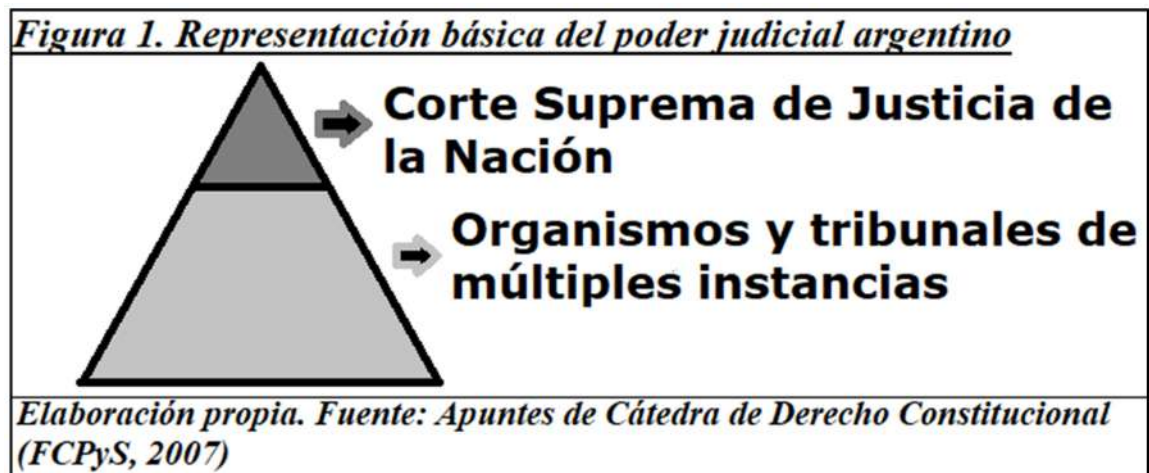 Figura 1. Representación básica del poder judicial argentino
Corte Suprema de Justicia de
la Nación
Organismos y tribunales de
múltiples instancias
Elaboración propia. Fuente: Apuntes de Cátedra de Derecho Constitucional
(FCPyS, 2007)